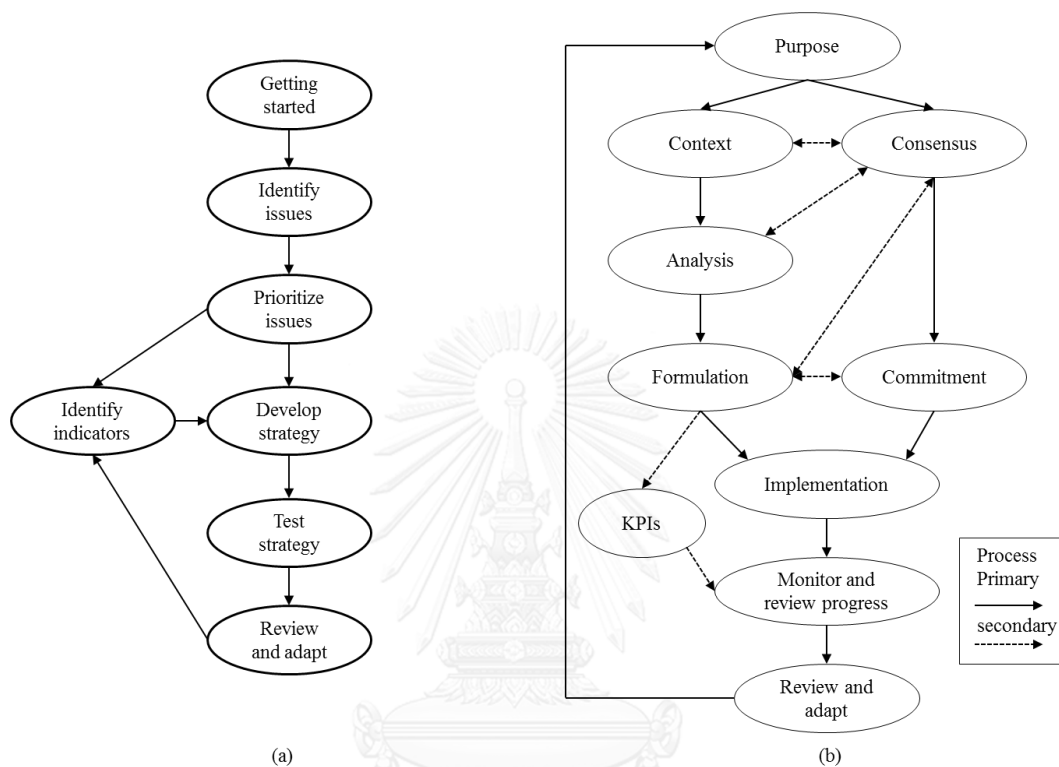 Getting
started
Identify
issues
Prioritize
issues
Identify
indicators
Develop
strategy
Test
strategy
Review
and adapt
(a)
Purpose
Context
Consensus
Analysis
Formulation
Commitment
Implementation
KPIs
Monitor and
review progress
Review and
adapt
Process
Primary
secondary
(b)